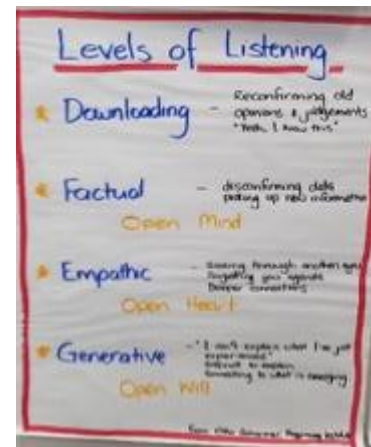 Levels of Listening
Downloading - Reconfirming old
opinions & judgements
"Yeah, I know this"
Factual - disconfirming data
picking up new information
Open Mind
Empathic - Seeing through another eyes
forgetting your agenda
Deeper connections
Open Heart
Generative - "I can't explain what I've just
experienced"
Difficult to explain
Connecting to what is emerging
Open Will